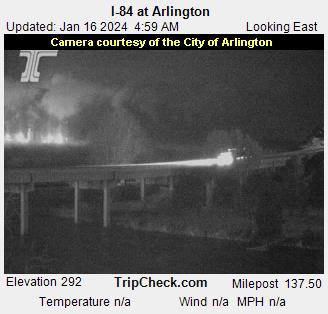 I-84 at Arlington
Updated: Jan 16 2024 4:59 AM Looking East
Camera courtesy of the City of Arlington
Elevation 292 TripCheck.com Milepost 137.50
Temperature n/a Wind n/a MPH n/a